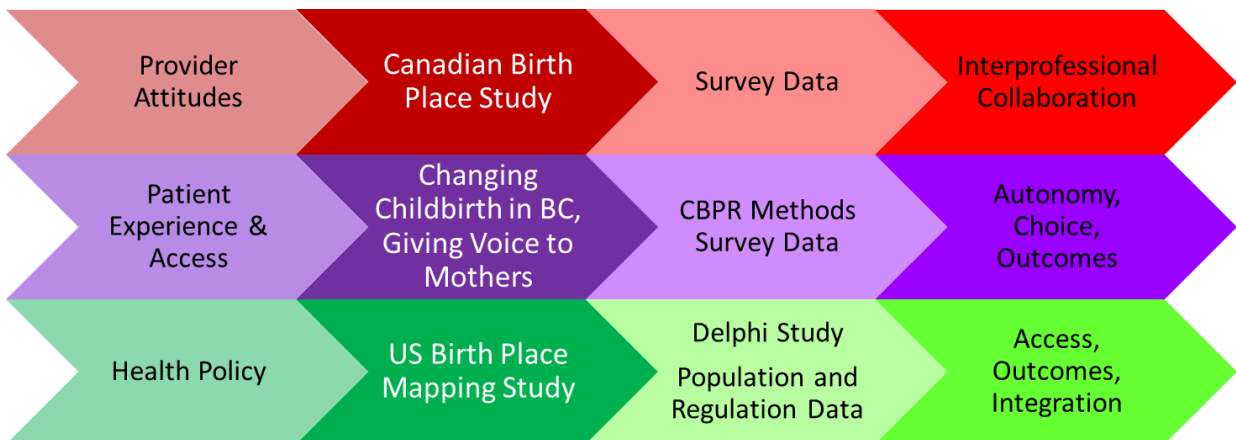 Provider
Attitudes
Canadian Birth
Place Study
Survey Data
Interprofessional
Collaboration
Patient
Experience &
Access
Changing
Childbirth in BC,
Giving Voice to
Mothers
CBPR Methods
Survey Data
Autonomy,
Choice,
Outcomes
Health Policy
US Birth Place
Mapping Study
Delphi Study
Population and
Regulation Data
Access,
Outcomes,
Integration